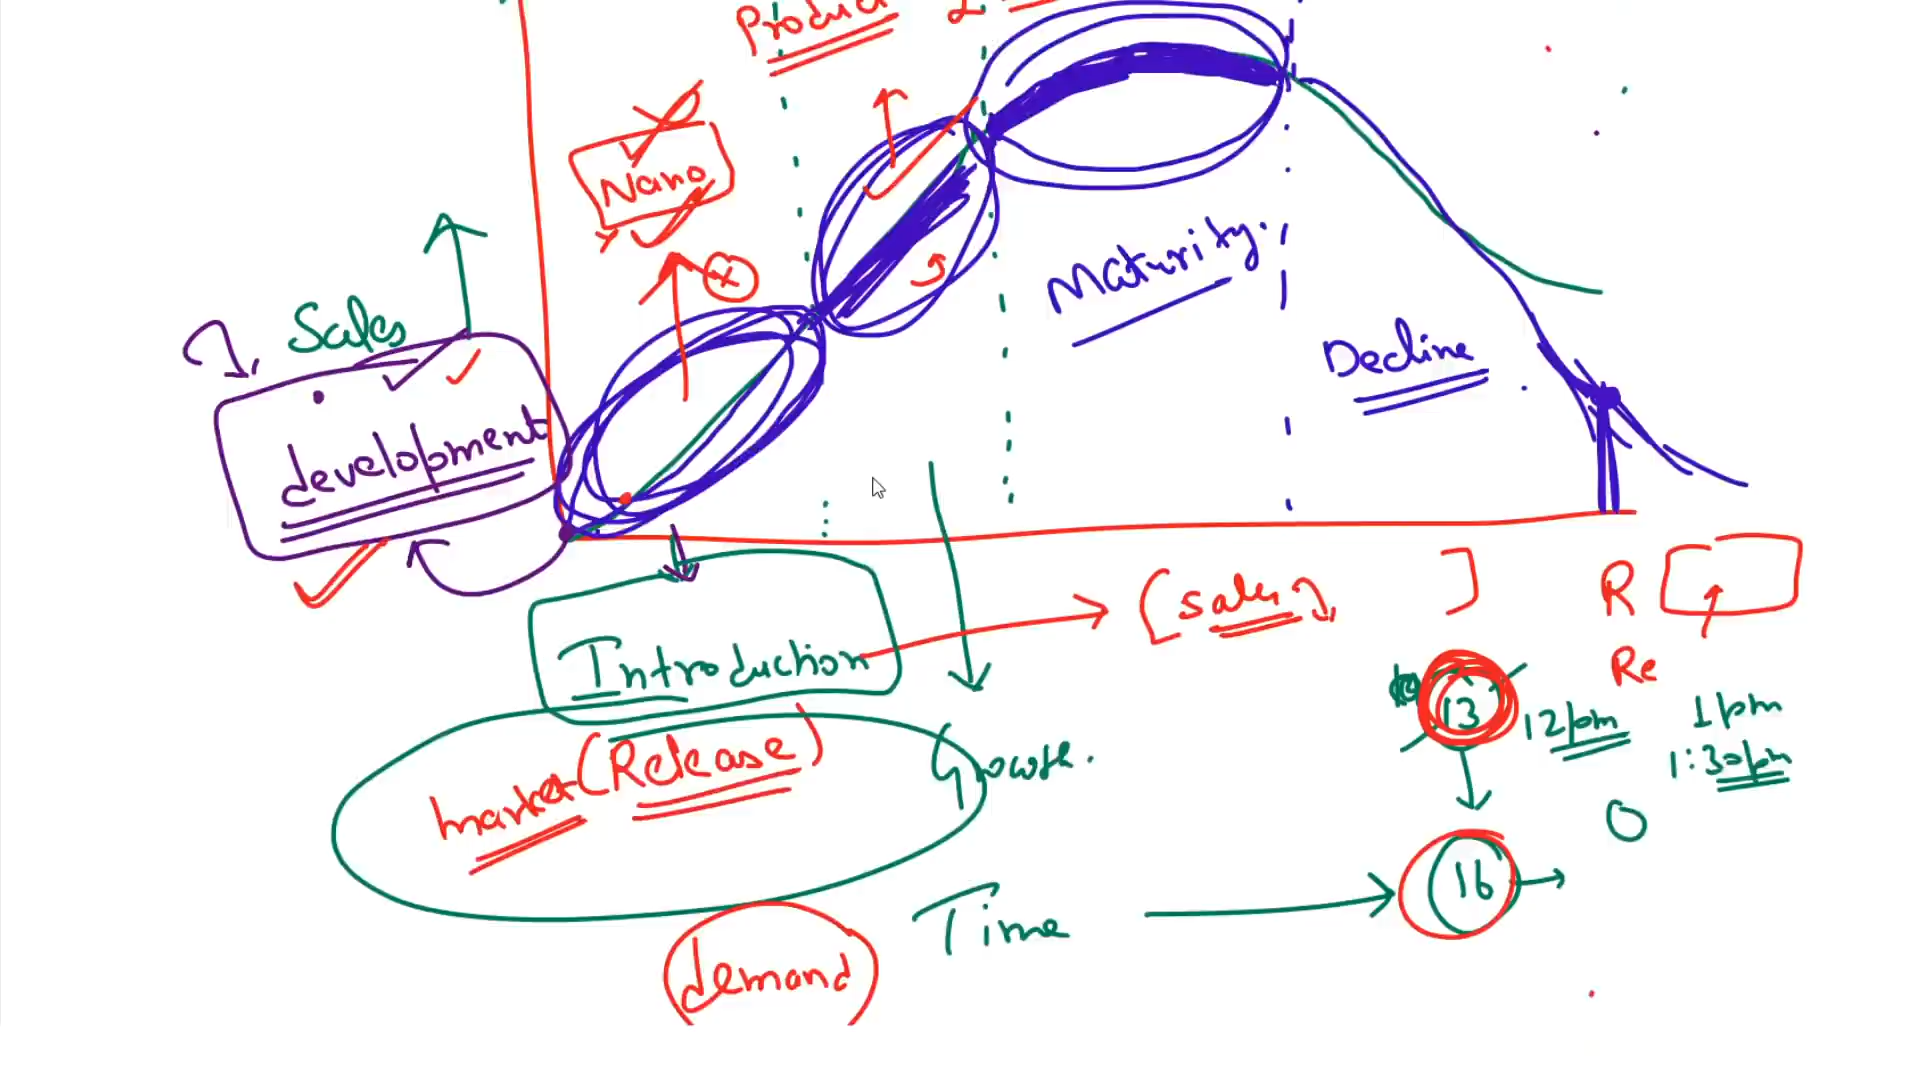 Nano
Maturity.
Sales
Decline
development
[Sales]
R
Introduction
Re
13
12pm
1pm
1:30pm
market (Release)
Growth.
16
Time
demand